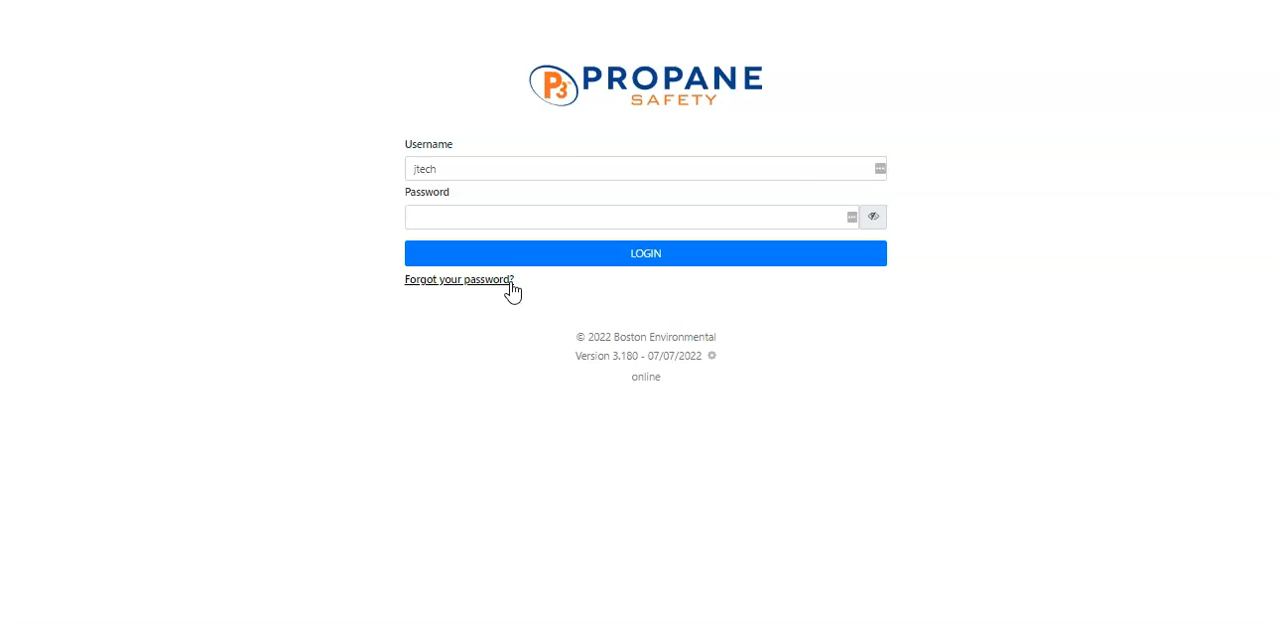 P3 PROPANE
SAFETY
Username
jtech
Password
LOGIN
Forgot your password?
© 2022 Boston Environmental
Version 3.180 - 07/07/2022
online